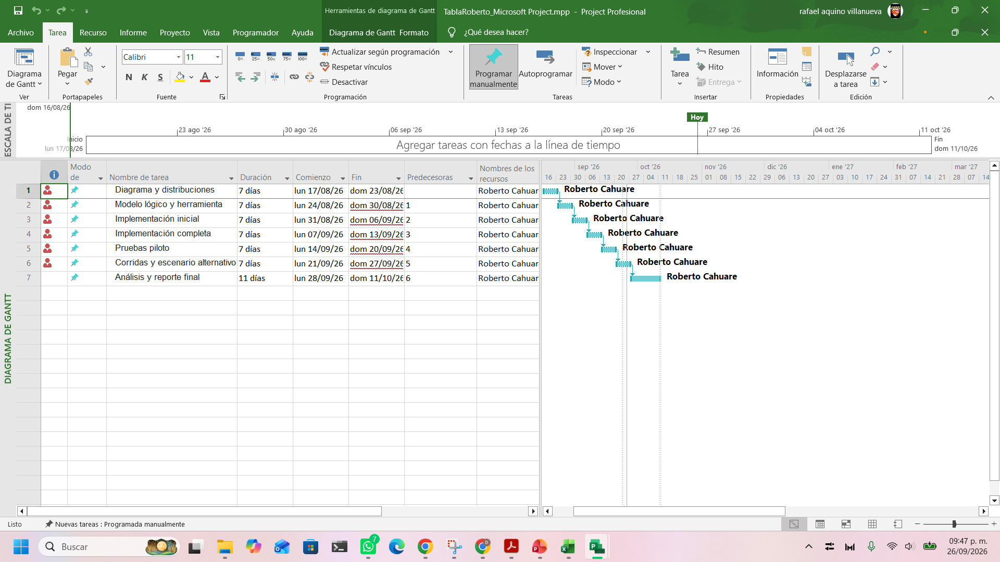 Herramientas de diagrama de Gantt
TablaRoberto_Microsoft Project.mpp - Project Profesional
rafael aquino villanueva
Archivo Tarea Recurso Informe Proyecto Vista Programador Ayuda Diagrama de Gantt Formato ¿Qué desea hacer?
Diagrama de Gantt
Ver
Pegar
Portapapeles
Calibri 11
N K S A
Fuente
0% 25% 50% 75% 100%
Actualizar según programación
Respetar vínculos
Desactivar
Programación
Programar manualmente
Autoprogramar
Inspeccionar
Mover
Modo
Tareas
Tarea
Resumen
Hito
Entrega
Insertar
Información
Propiedades
Desplazarse a tarea
Edición
ESCALA DE TI
dom 16/08/26
Hoy
23 ago '26 30 ago '26 06 sep '26 13 sep '26 20 sep '26 27 sep '26 04 oct '26 11 oct '26
Inicio
lun 17/08/26
Agregar tareas con fechas a la línea de tiempo
Fin
dom 11/10/26
DIAGRAMA DE GANTT
Modo de Nombre de tarea Duración Comienzo Fin Predecesoras Nombres de los recursos
sep '26 oct '26 nov '26 dic '26 ene '27 feb '27 mar '27
16 23 30 06 13 20 27 04 11 18 25 01 08 15 22 29 06 13 20 27 03 10 17 24 31 07 14 21 28 07 14
1 Diagrama y distribuciones 7 días lun 17/08/26 dom 23/08/26 Roberto Cahuar Roberto Cahuare
2 Modelo lógico y herramienta 7 días lun 24/08/26 dom 30/08/26 1 Roberto Cahuar Roberto Cahuare
3 Implementación inicial 7 días lun 31/08/26 dom 06/09/26 2 Roberto Cahuar Roberto Cahuare
4 Implementación completa 7 días lun 07/09/26 dom 13/09/26 3 Roberto Cahuar Roberto Cahuare
5 Pruebas piloto 7 días lun 14/09/26 dom 20/09/26 4 Roberto Cahuar Roberto Cahuare
6 Corridas y escenario alternativo 7 días lun 21/09/26 dom 27/09/26 5 Roberto Cahuar Roberto Cahuare
7 Análisis y reporte final 11 días lun 28/09/26 dom 11/10/26 6 Roberto Cahuar Roberto Cahuare
Listo Nuevas tareas : Programada manualmente
Buscar
7
09:47 p. m.
26/09/2026